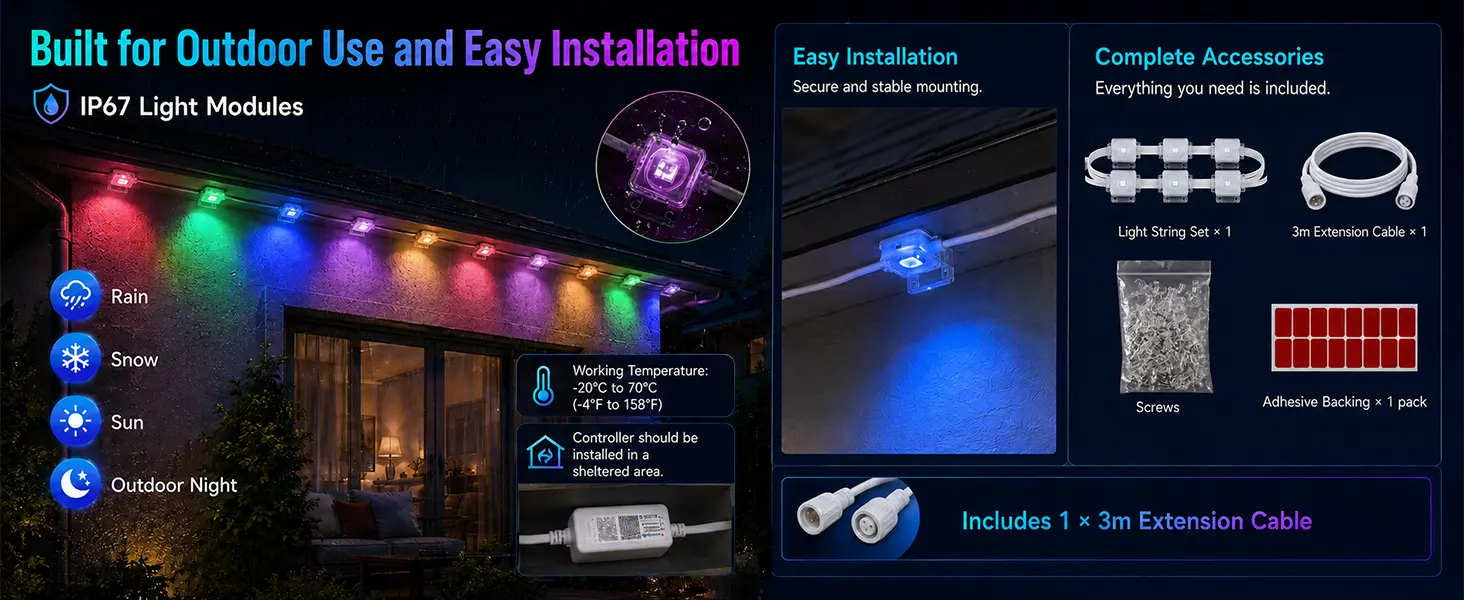 Built for Outdoor Use and Easy Installation
IP67 Light Modules
Rain
Snow
Sun
Outdoor Night
Working Temperature:
-20°C to 70°C
(-4°F to 158°F)
Controller should be
installed in a
sheltered area.
Easy Installation
Secure and stable mounting.
Complete Accessories
Everything you need is included.
Light String Set × 1
3m Extension Cable × 1
Screws
Adhesive Backing × 1 pack
Includes 1 × 3m Extension Cable